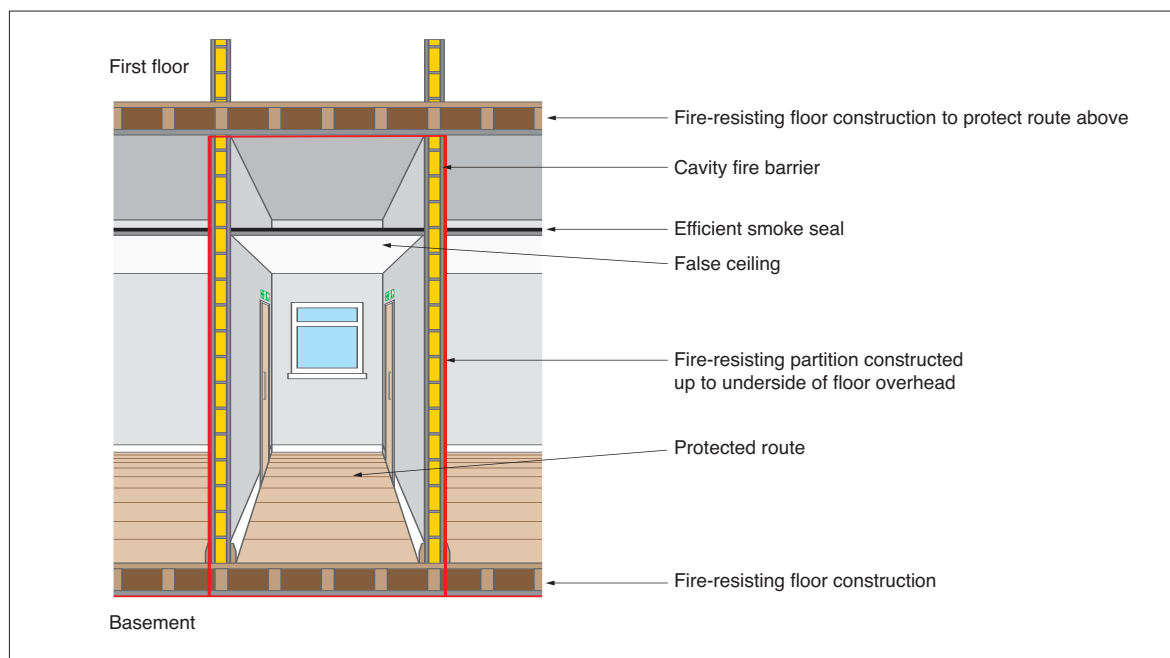 First floor
Fire-resisting floor construction to protect route above
Cavity fire barrier
Efficient smoke seal
False ceiling
Fire-resisting partition constructed
up to underside of floor overhead
Protected route
Fire-resisting floor construction
Basement